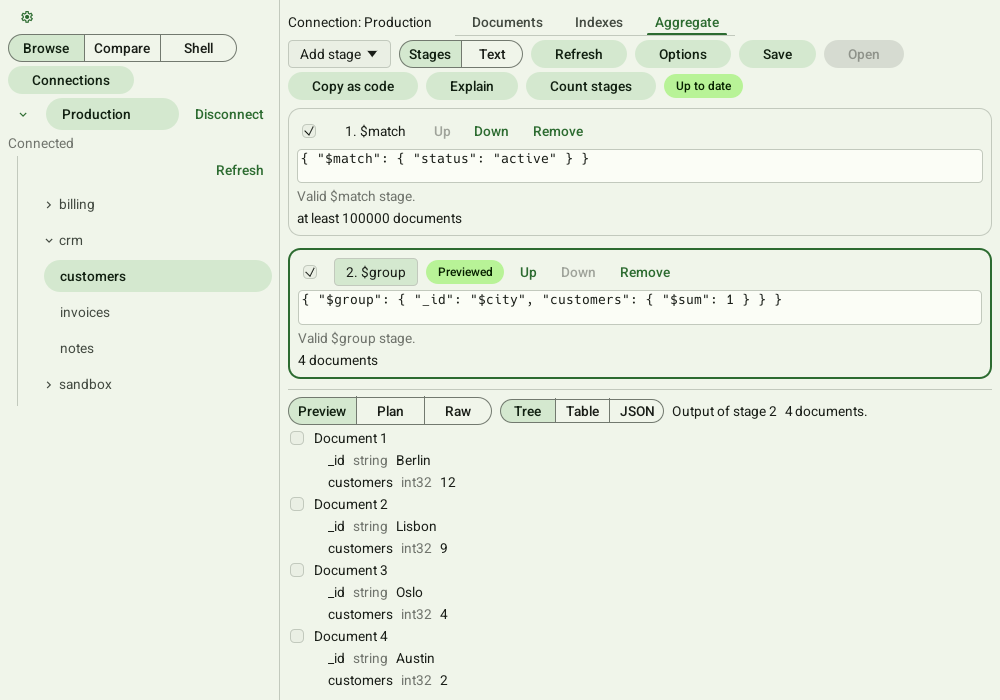 Browse Compare Shell
Connections
Production Disconnect
Connected
Refresh
billing
crm
customers
invoices
notes
sandbox
Connection: Production Documents Indexes Aggregate
Add stage Stages Text Refresh Options Save Open
Copy as code Explain Count stages Up to date
1. $match Up Down Remove
{ "$match": { "status": "active" } }
Valid $match stage.
at least 100000 documents
2. $group Previewed Up Down Remove
{ "$group": { "_id": "$city", "customers": { "$sum": 1 } } }
Valid $group stage.
4 documents
Preview Plan Raw Tree Table JSON Output of stage 2 4 documents.
Document 1
_id string Berlin
customers int32 12
Document 2
_id string Lisbon
customers int32 9
Document 3
_id string Oslo
customers int32 4
Document 4
_id string Austin
customers int32 2